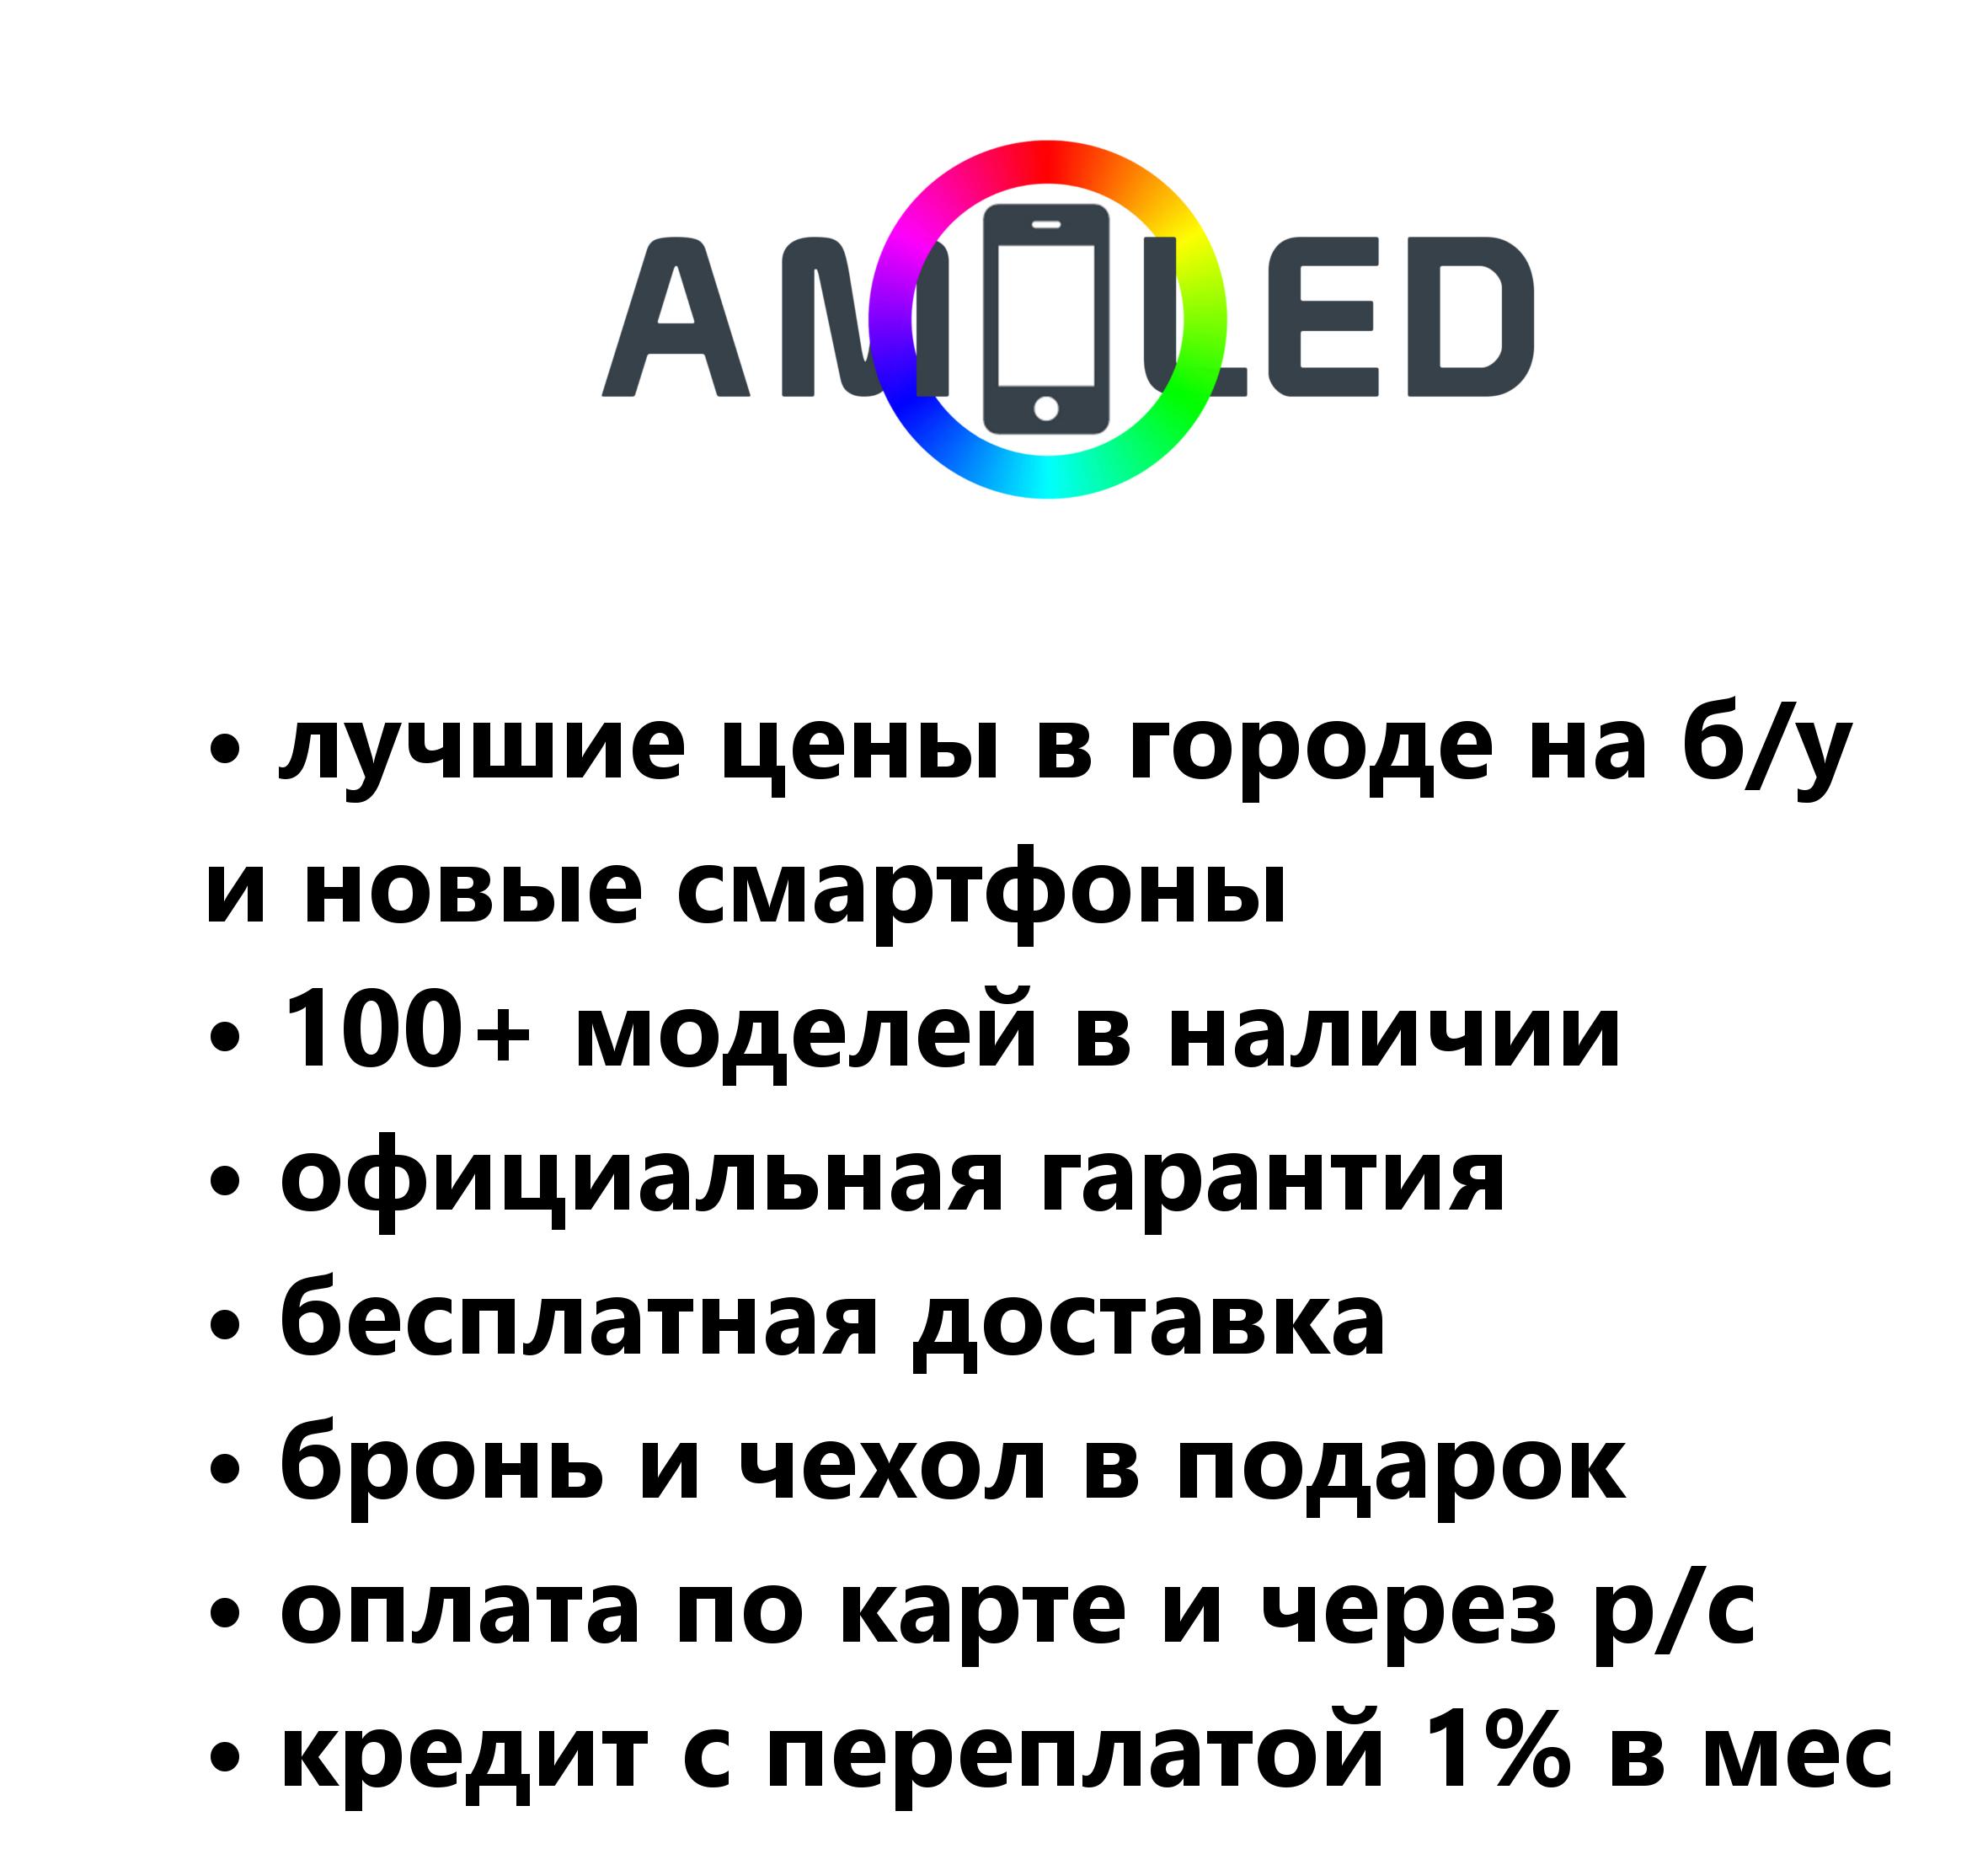 AMOLED
• лучшие цены в городе на б/у
и новые смартфоны
• 100+ моделей в наличии
• официальная гарантия
• бесплатная доставка
• бронь и чехол в подарок
• оплата по карте и через р/с
• кредит с переплатой 1% в мес